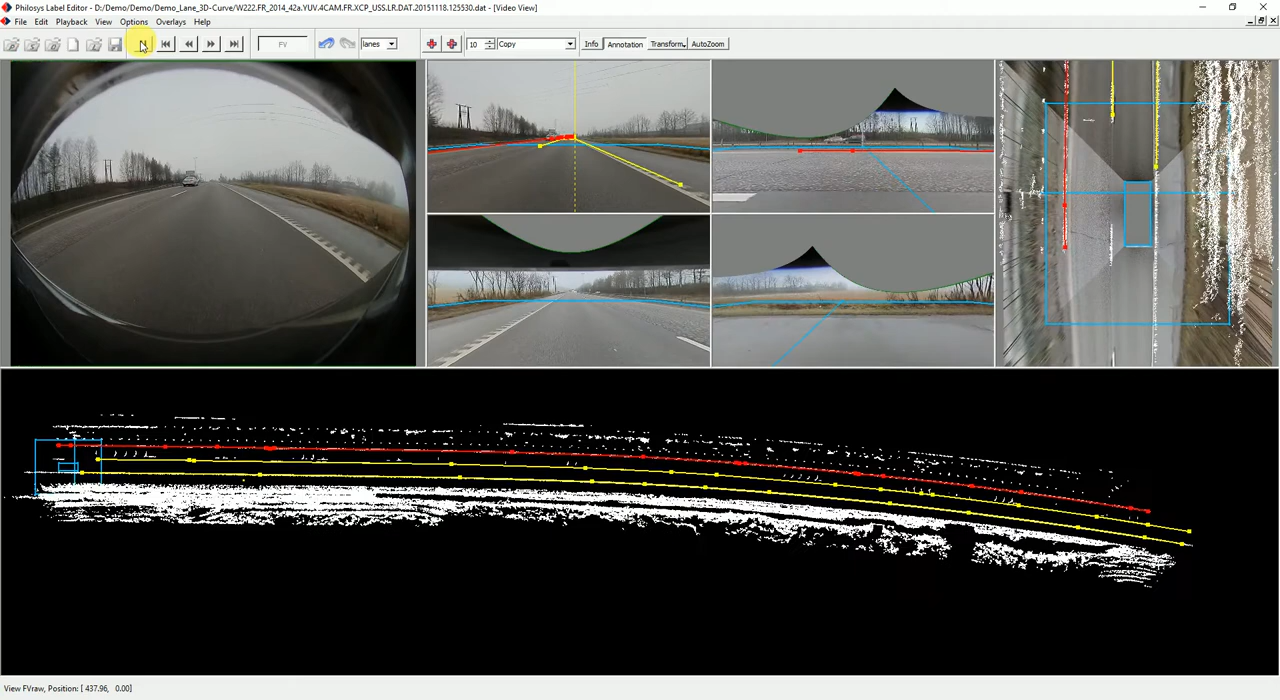 Philosys Label Editor - D:/Demo/Demo/Demo_Lane_3D-Curve/W222.FR_2014_42a.YUV.4CAM.FR.XCP_USS.LR.DAT.20151118.125530.dat - [Video View]
File Edit Playback View Options Overlays Help
FV lanes 10 Copy Info Annotation Transform. AutoZoom
View FVraw, Position: [ 437.96, 0.00]